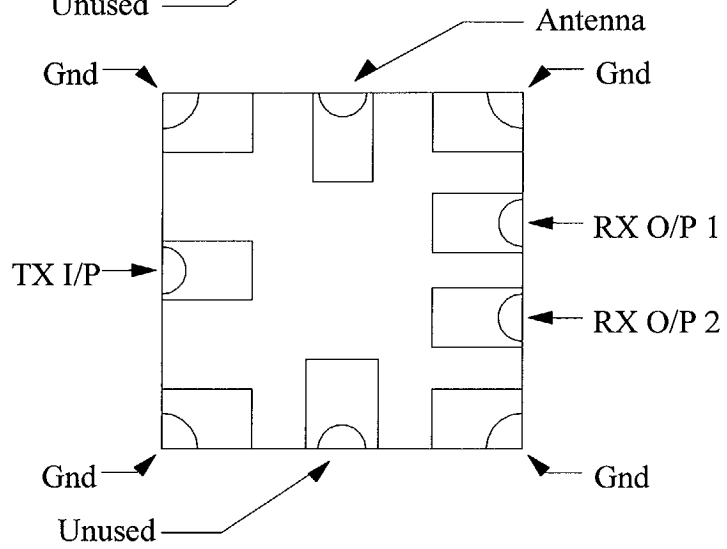 Unused
Antenna
Gnd
Gnd
RX O/P 1
TX I/P
RX O/P 2
Gnd
Gnd
Unused